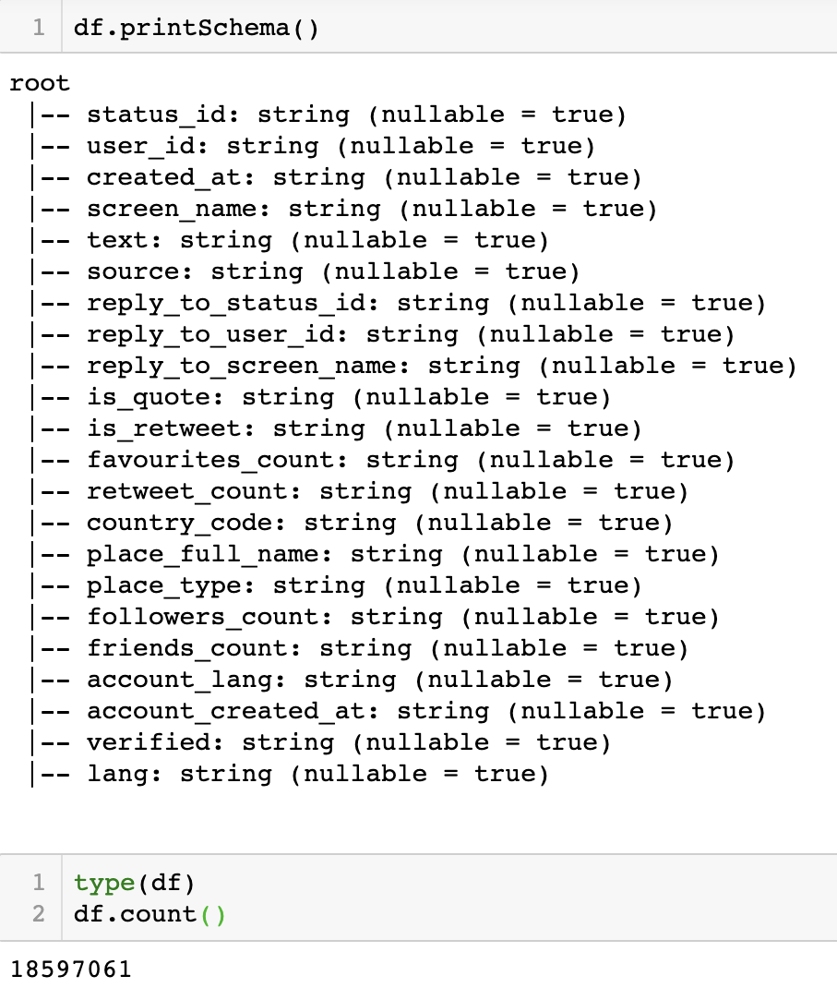 1 df.printSchema()
root
|-- status_id: string (nullable = true)
|-- user_id: string (nullable = true)
|-- created_at: string (nullable = true)
|-- screen_name: string (nullable = true)
|-- text: string (nullable = true)
|-- source: string (nullable = true)
|-- reply_to_status_id: string (nullable = true)
|-- reply_to_user_id: string (nullable = true)
|-- reply_to_screen_name: string (nullable = true)
|-- is_quote: string (nullable = true)
|-- is_retweet: string (nullable = true)
|-- favourites_count: string (nullable = true)
|-- retweet_count: string (nullable = true)
|-- country_code: string (nullable = true)
|-- place_full_name: string (nullable = true)
|-- place_type: string (nullable = true)
|-- followers_count: string (nullable = true)
|-- friends_count: string (nullable = true)
|-- account_lang: string (nullable = true)
|-- account_created_at: string (nullable = true)
|-- verified: string (nullable = true)
|-- lang: string (nullable = true)
1 type(df)
2 df.count()
18597061